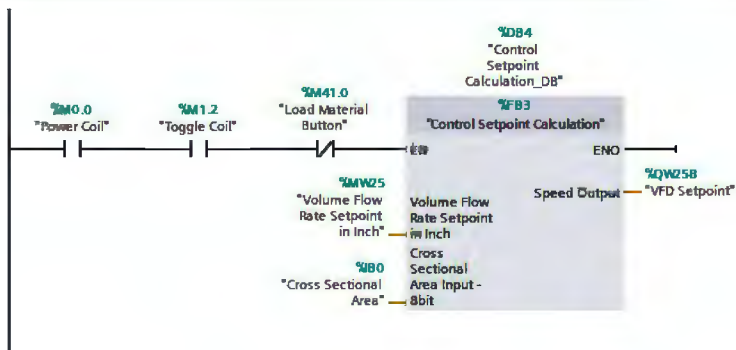 %DB4
"Control
Setpoint
Calculation_DB"
%M0.0
"Power Coil"
%M1.2
"Toggle Coil"
%M41.0
"Load Material
Button"
%FB3
"Control Setpoint Calculation"
EN
ENO
%MW25
"Volume Flow
Rate Setpoint
in Inch"
Volume Flow
Rate Setpoint
in Inch
Speed Output
%QW258
"VFD Setpoint"
%IB0
"Cross Sectional
Area"
Cross
Sectional
Area Input -
8bit